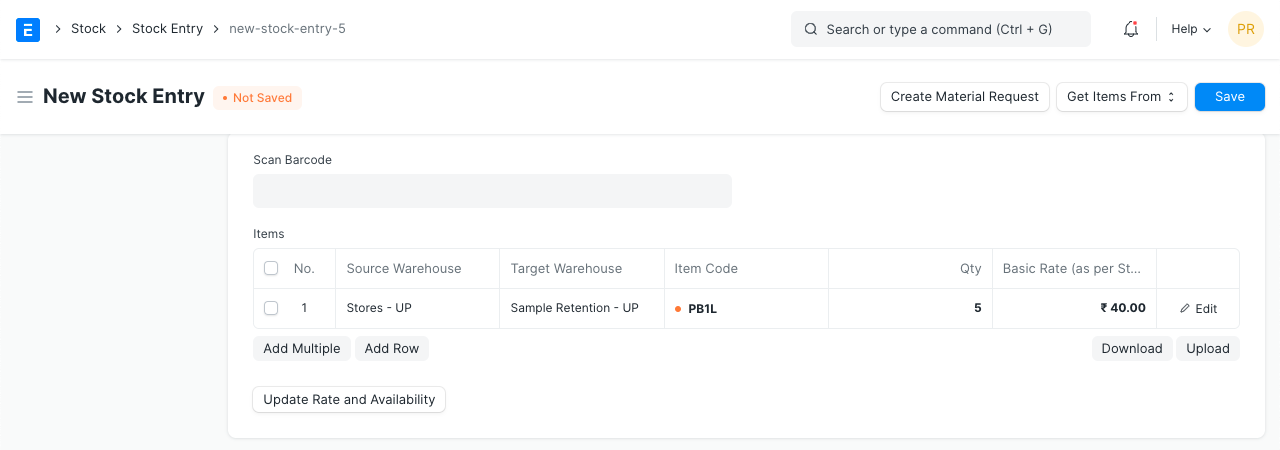 E Stock Stock Entry new-stock-entry-5 Search or type a command (Ctrl + G) Help PR
New Stock Entry • Not Saved Create Material Request Get Items From Save
Scan Barcode
Items
No. Source Warehouse Target Warehouse Item Code Qty Basic Rate (as per St...
1 Stores - UP Sample Retention - UP PB1L 5 ₹ 40.00 Edit
Add Multiple Add Row Download Upload
Update Rate and Availability